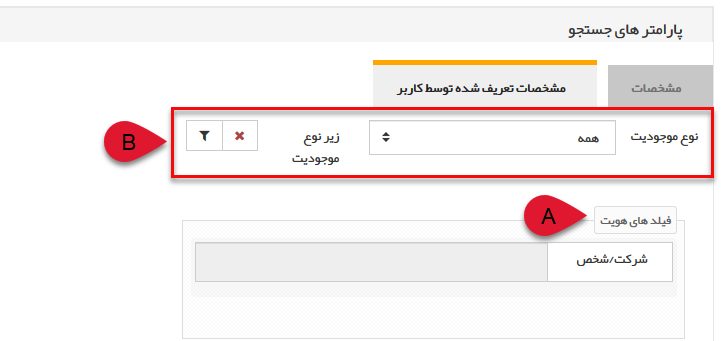 پارامتر های جستجو
مشخصات
مشخصات تعریف شده توسط کاربر
نوع موجودیت
همه
زیر نوع
موجودیت
B
A
فیلد های هویت
شرکت/شخص